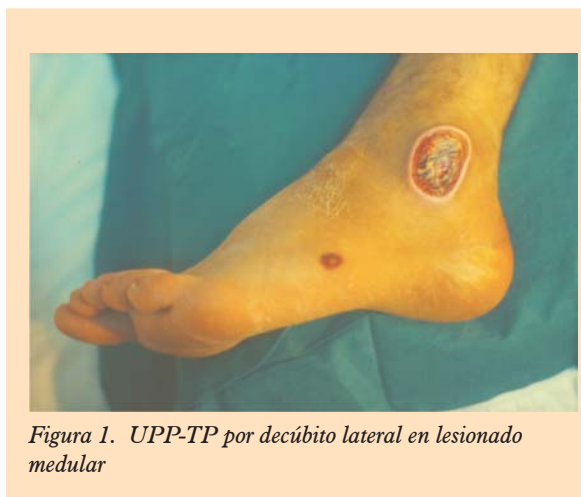 Figura 1. UPP-TP por decúbito lateral en lesionado
medular